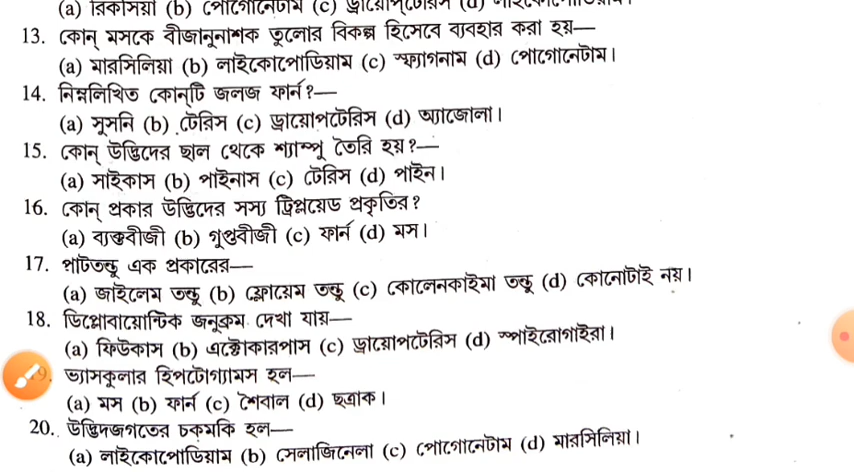 (a) রিকসিয়া (b) পোগোনেটাম (c) ড্রায়োপটেরিস (d)
13. কোন্ মসকে বীজানুনাশক তুলোর বিকল্প হিসেবে ব্যবহার করা হয়—
(a) মারসিলিয়া (b) লাইকোপোডিয়াম (c) স্ফ্যাগনাম (d) পোগোনেটাম।
14. নিম্নলিখিত কোন্‌টি জলজ ফার্ন?—
(a) সুসনি (b) টেরিস (c) ড্রায়োপটেরিস (d) অ্যাজোলা।
15. কোন্ উদ্ভিদের ছাল থেকে শ্যাম্পু তৈরি হয়?—
(a) সাইকাস (b) পাইনাস (c) টেরিস (d) পাইন।
16. কোন্ প্রকার উদ্ভিদের সস্য ট্রিপ্লয়েড প্রকৃতির?
(a) ব্যক্তবীজী (b) গুপ্তবীজী (c) ফার্ন (d) মস।
17. পাটতন্তু এক প্রকারের—
(a) জাইলেম তন্তু (b) ফ্লোয়েম তন্তু (c) কোলেনকাইমা তন্তু (d) কোনোটাই নয়।
18. ডিপ্লোবায়োন্টিক জনুক্রম দেখা যায়—
(a) ফিউকাস (b) এক্টোকারপাস (c) ড্রায়োপটেরিস (d) স্পাইরোগাইরা।
9. ভ্যাসকুলার ক্রিপটোগ্যামস হল—
(a) মস (b) ফার্ন (c) শৈবাল (d) ছত্রাক।
20. উদ্ভিদজগতের চকমকি হল—
(a) লাইকোপোডিয়াম (b) সেলাজিনেলা (c) পোগোনেটাম (d) মারসিলিয়া।